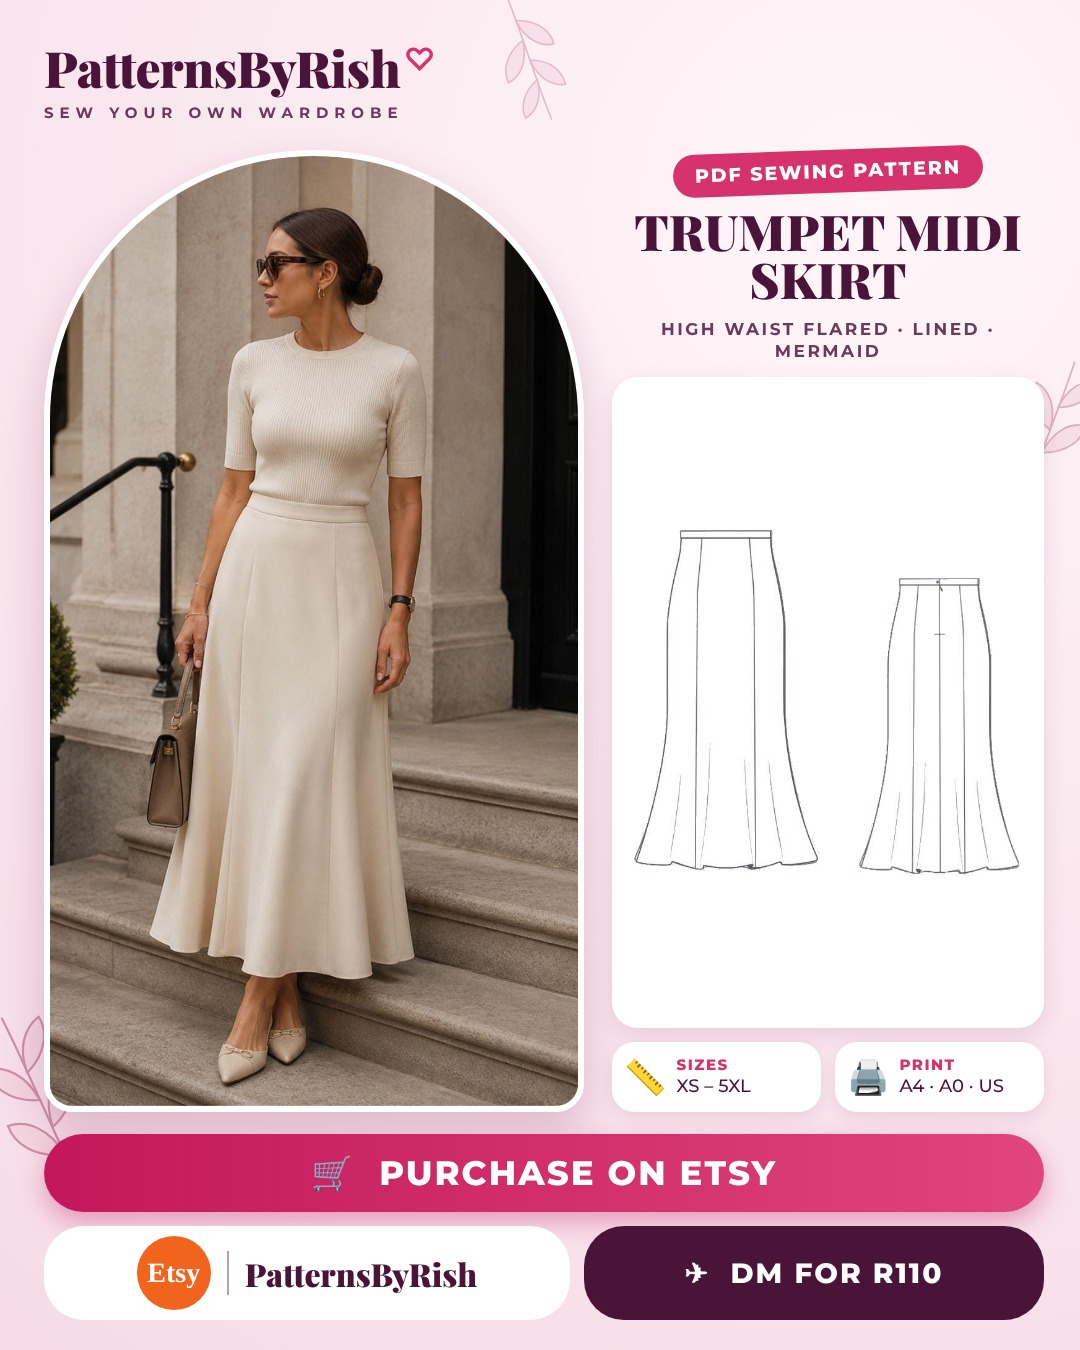 PatternsByRish
SEW YOUR OWN WARDROBE
PDF SEWING PATTERN
TRUMPET MIDI
SKIRT
HIGH WAIST FLARED · LINED ·
MERMAID
SIZES
XS – 5XL
PRINT
A4 · A0 · US
PURCHASE ON ETSY
Etsy
PatternsByRish
DM FOR R110